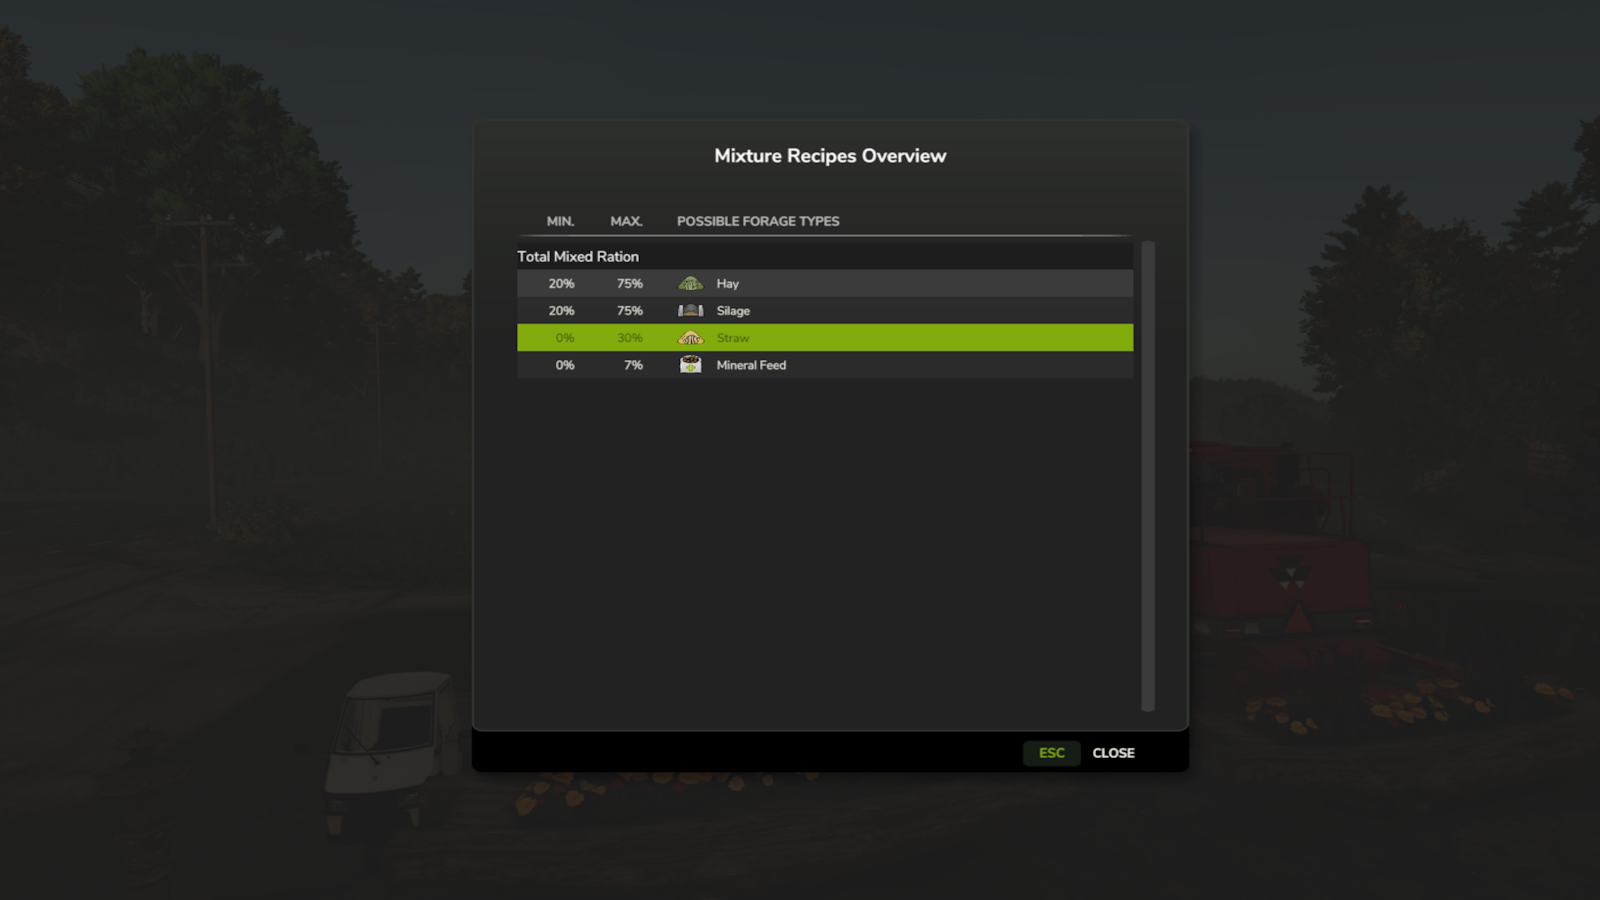 Mixture Recipes Overview
MIN. MAX. POSSIBLE FORAGE TYPES
Total Mixed Ration
20% 75% Hay
20% 75% Silage
0% 30% Straw
0% 7% Mineral Feed
ESC CLOSE